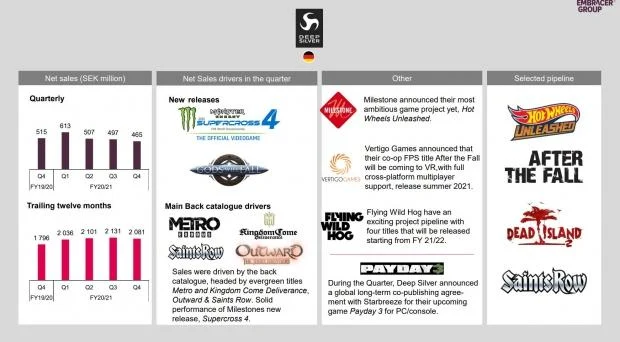 EMBRACER
GROUP
DEEP
SILVER
Net sales (SEK million)
Quarterly
515 613 507 497 465
Q4 Q1 Q2 Q3 Q4
FY19/20 FY20/21
Trailing twelve months
1 796 2 036 2 101 2 131 2 081
Q4 Q1 Q2 Q3 Q4
FY19/20 FY20/21
Net Sales drivers in the quarter
New releases
MONSTER
ENERGY
SUPERCROSS 4
THE OFFICIAL VIDEOGAME
GODS WILL FALL
Main Back catalogue drivers
METRO
EXODUS
Kingdom Come
Deliverance
Saints Row
OUTWARD
Sales were driven by the back
catalogue, headed by evergreen titles
Metro and Kingdom Come Deliverance,
Outward & Saints Row. Solid
performance of Milestones new
release, Supercross 4.
Other
MILESTONE
Milestone announced their most
ambitious game project yet, Hot
Wheels Unleashed.
VERTIGO GAMES
Vertigo Games announced that
their co-op FPS title After the Fall
will be coming to VR,with full
cross-platform multiplayer
support, release summer 2021.
FLYING
WILD
HOG
Flying Wild Hog have an
exciting project pipeline with
four titles that will be released
starting from FY 21/22.
PAYDAY 3
During the Quarter, Deep Silver announced
a global long-term co-publishing agree-
ment with Starbreeze for their upcoming
game Payday 3 for PC/console.
Selected pipeline
HOT WHEELS
UNLEASHED
AFTER
THE FALL
DEAD ISLAND
2
Saints Row